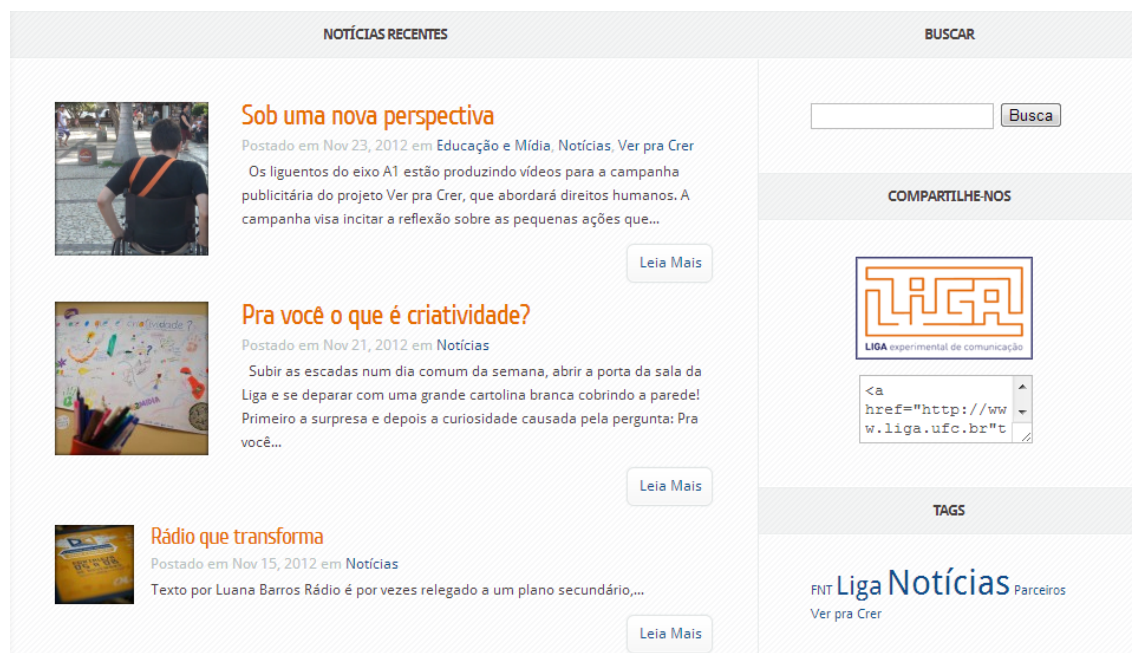 NOTÍCIAS RECENTES
Sob uma nova perspectiva
Postado em Nov 23, 2012 em Educação e Mídia, Notícias, Ver pra Crer
Os liguentos do eixo A1 estão produzindo vídeos para a campanha
publicitária do projeto Ver pra Crer, que abordará direitos humanos. A
campanha visa incitar a reflexão sobre as pequenas ações que...
Leia Mais
criatividade?
Pra você o que é criatividade?
Postado em Nov 21, 2012 em Notícias
Subir as escadas num dia comum da semana, abrir a porta da sala da
Liga e se deparar com uma grande cartolina branca cobrindo a parede!
Primeiro a surpresa e depois a curiosidade causada pela pergunta: Pra
você...
Leia Mais
Rádio que transforma
Postado em Nov 15, 2012 em Notícias
Texto por Luana Barros Rádio é por vezes relegado a um plano secundário,...
Leia Mais
BUSCAR
Busca
COMPARTILHE-NOS
LIGA
LIGA experimental de comunicação
<a
href="http://ww
w.liga.ufc.br"t
TAGS
FNT Liga Notícias Parceiros
Ver pra Crer